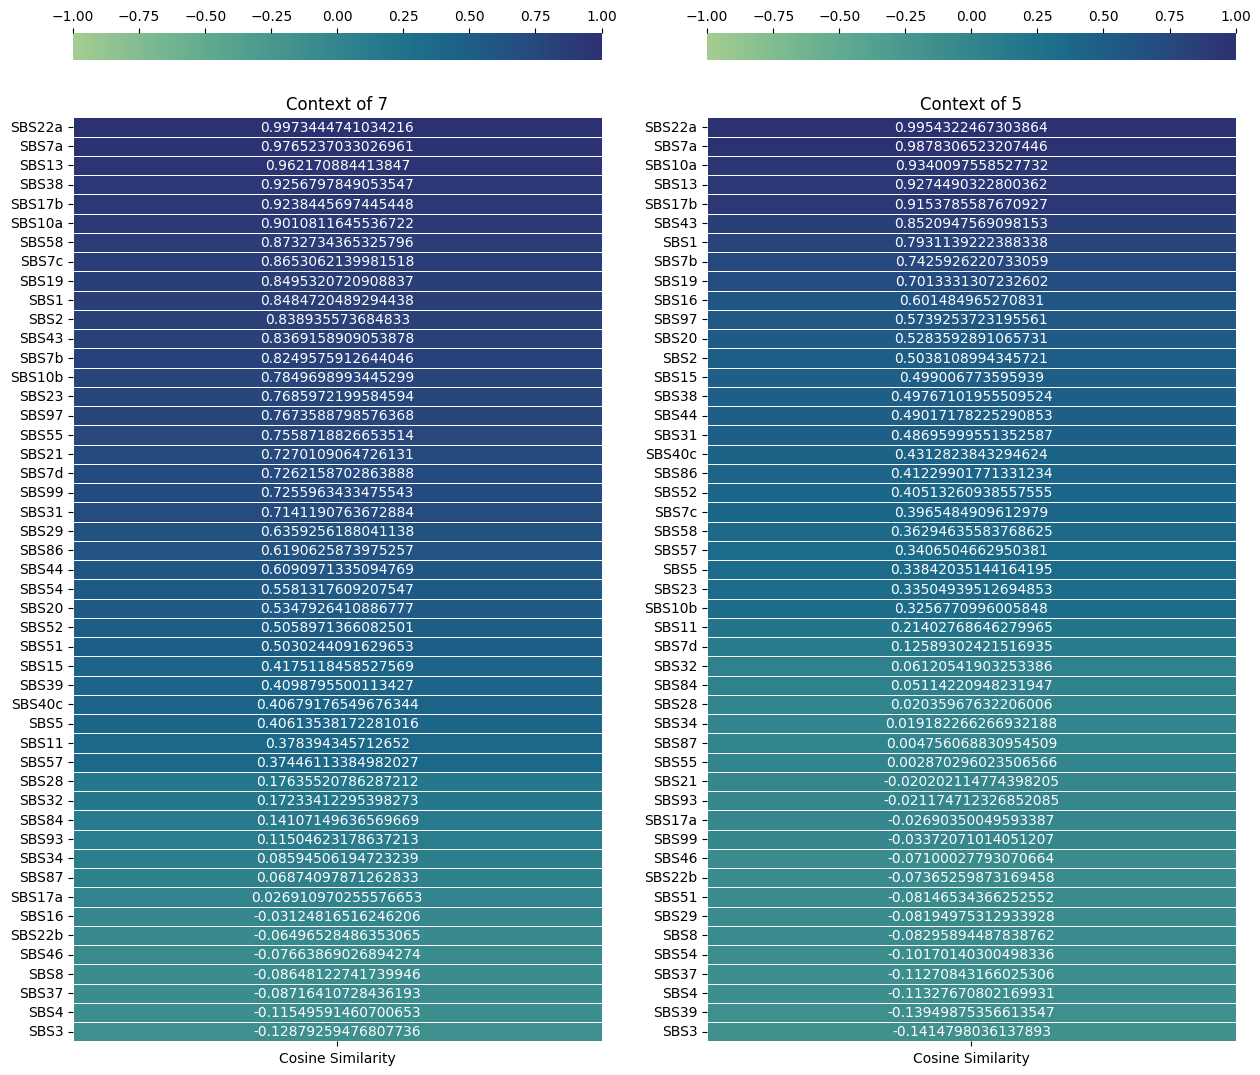 −1.00 −0.75 −0.50 −0.25 0.00 0.25 0.50 0.75 1.00
Context of 7
SBS22a 0.9973444741034216
SBS7a 0.9765237033026961
SBS13 0.962170884413847
SBS38 0.9256797849053547
SBS17b 0.9238445697445448
SBS10a 0.9010811645536722
SBS58 0.8732734365325796
SBS7c 0.8653062139981518
SBS19 0.8495320720908837
SBS1 0.8484720489294438
SBS2 0.838935573684833
SBS43 0.8369158909053878
SBS7b 0.8249575912644046
SBS10b 0.7849698993445299
SBS23 0.7685972199584594
SBS97 0.7673588798576368
SBS55 0.7558718826653514
SBS21 0.7270109064726131
SBS7d 0.7262158702863888
SBS99 0.7255963433475543
SBS31 0.7141190763672884
SBS29 0.6359256188041138
SBS86 0.6190625873975257
SBS44 0.6090971335094769
SBS54 0.5581317609207547
SBS20 0.5347926410886777
SBS52 0.5058971366082501
SBS51 0.5030244091629653
SBS15 0.4175118458527569
SBS39 0.4098795500113427
SBS40c 0.40679176549676344
SBS5 0.40613538172281016
SBS11 0.378394345712652
SBS57 0.37446113384982027
SBS28 0.17635520786287212
SBS32 0.17233412295398273
SBS84 0.14107149636569669
SBS93 0.11504623178637213
SBS34 0.08594506194723239
SBS87 0.06874097871262833
SBS17a 0.026910970255576653
SBS16 -0.03124816516246206
SBS22b -0.06496528486353065
SBS46 -0.07663869026894274
SBS8 -0.08648122741739946
SBS37 -0.08716410728436193
SBS4 -0.11549591460700653
SBS3 -0.12879259476807736
Cosine Similarity
−1.00 −0.75 −0.50 −0.25 0.00 0.25 0.50 0.75 1.00
Context of 5
SBS22a 0.9954322467303864
SBS7a 0.9878306523207446
SBS10a 0.9340097558527732
SBS13 0.9274490322800362
SBS17b 0.9153785587670927
SBS43 0.8520947569098153
SBS1 0.7931139222388338
SBS7b 0.7425926220733059
SBS19 0.7013331307232602
SBS16 0.601484965270831
SBS97 0.5739253723195561
SBS20 0.5283592891065731
SBS2 0.5038108994345721
SBS15 0.499006773595939
SBS38 0.49767101955509524
SBS44 0.49017178225290853
SBS31 0.48695999551352587
SBS40c 0.4312823843294624
SBS86 0.41229901771331234
SBS52 0.40513260938557555
SBS7c 0.3965484909612979
SBS58 0.36294635583768625
SBS57 0.3406504662950381
SBS5 0.33842035144164195
SBS23 0.33504939512694853
SBS10b 0.3256770996005848
SBS11 0.21402768646279965
SBS7d 0.12589302421516935
SBS32 0.06120541903253386
SBS84 0.05114220948231947
SBS28 0.02035967632206006
SBS34 0.019182266266932188
SBS87 0.004756068830954509
SBS55 0.002870296023506566
SBS21 -0.020202114774398205
SBS93 -0.021174712326852085
SBS17a -0.02690350049593387
SBS99 -0.03372071014051207
SBS46 -0.07100027793070664
SBS22b -0.07365259873169458
SBS51 -0.08146534366252552
SBS29 -0.08194975312933928
SBS8 -0.08295894487838762
SBS54 -0.10170140300498336
SBS37 -0.11270843166025306
SBS4 -0.11327670802169931
SBS39 -0.13949875356613547
SBS3 -0.1414798036137893
Cosine Similarity